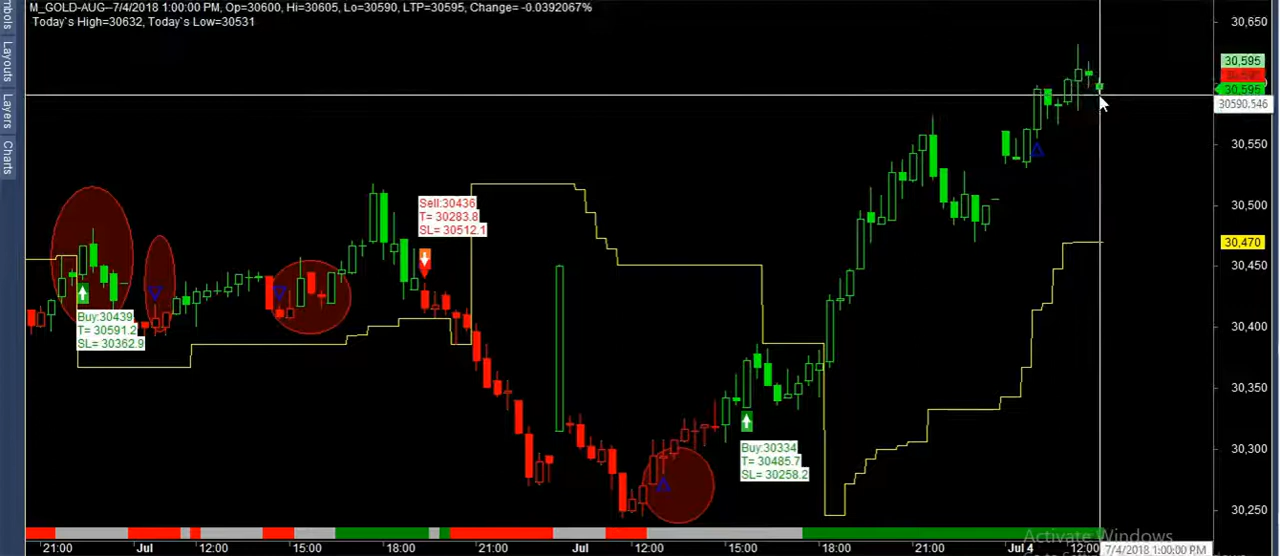 M_GOLD-AUG--7/4/2018 1:00:00 PM, Op=30600, Hi=30605, Lo=30590, LTP=30595, Change= -0.0392067%
Today`s High=30632, Today`s Low=30531
Layouts
Layers
Charts
30,650
30,595
30,595
30590.546
30,550
30,500
30,470
30,450
30,400
30,350
30,300
30,250
Sell:30436
T= 30283.8
SL= 30512.1
Buy:30439
T= 30591.2
SL= 30362.9
Buy:30334
T= 30485.7
SL= 30258.2
Activate Windows
21:00 Jul 12:00 15:00 18:00 21:00 Jul 12:00 15:00 18:00 21:00 Jul 4 12:00 7/4/2018 1:00:00 PM